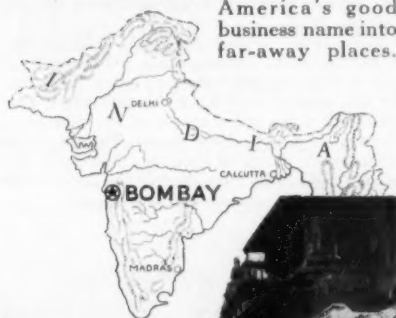 America's good
business name into
far-away places.
I N D I A
DELHI
CALCUTTA
BOMBAY
MADRAS